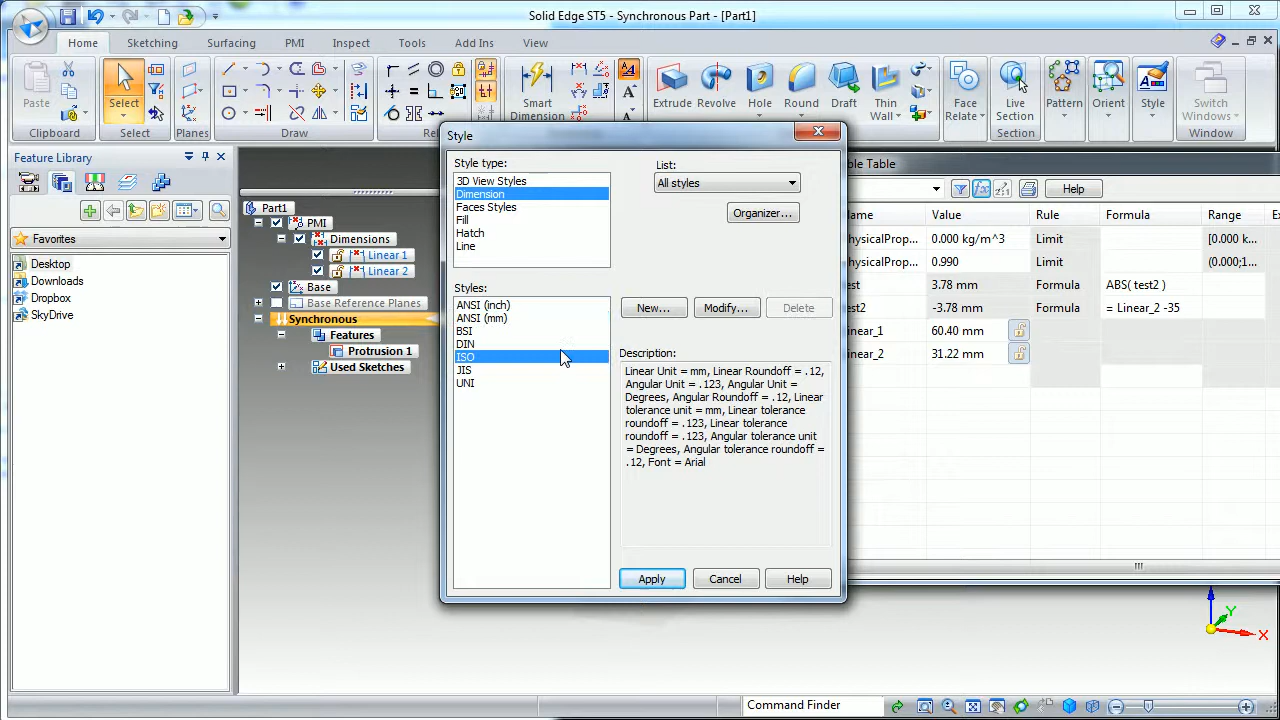 Solid Edge ST5 - Synchronous Part - [Part1]
Home
Sketching
Surfacing
PMI
Inspect
Tools
Add Ins
View
Paste
Select
Smart
Dimension
Extrude
Revolve
Hole
Round
Draft
Thin
Wall
Face
Relate
Live
Section
Pattern
Orient
Style
Switch
Windows
Clipboard
Select
Planes
Draw
Section
Window
Feature Library
Favorites
Desktop
Downloads
Dropbox
SkyDrive
Part1
PMI
Dimensions
Linear 1
Linear 2
Base
Base Reference Planes
Synchronous
Features
Protrusion 1
Used Sketches
Style
Style type:
3D View Styles
Dimension
Faces Styles
Fill
Hatch
Line
List:
All styles
Organizer...
Styles:
ANSI (inch)
ANSI (mm)
BSI
DIN
ISO
JIS
UNI
New...
Modify...
Delete
Description:
Linear Unit = mm, Linear Roundoff = .12,
Angular Unit = .123, Angular Unit =
Degrees, Angular Roundoff = .12, Linear
tolerance unit = mm, Linear tolerance
roundoff = .123, Linear tolerance
roundoff = .123, Angular tolerance unit
= Degrees, Angular tolerance roundoff =
.12, Font = Arial
Apply
Cancel
Help
Table
Help
Value
Rule
Formula
Range
0.000 kg/m^3
Limit
[0.000 k...
0.990
Limit
(0.000;1...
3.78 mm
Formula
ABS( test2 )
-3.78 mm
Formula
= Linear_2 -35
60.40 mm
31.22 mm
Z
Y
X
Command Finder